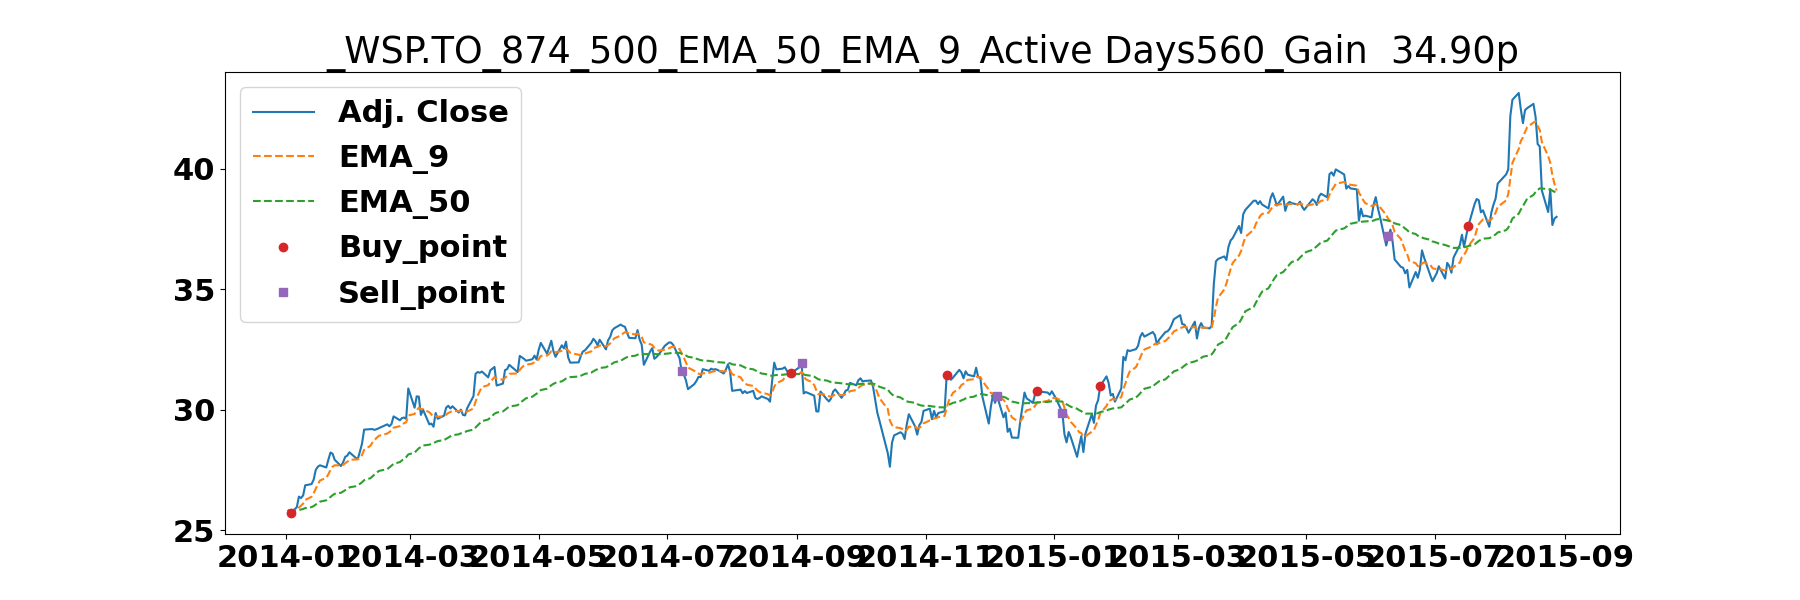 _WSP.TO_874_500_EMA_50_EMA_9_Active Days560_Gain  34.90p
Adj. Close
EMA_9
EMA_50
Buy_point
Sell_point
40
35
30
25
2014-01 2014-03 2014-05 2014-07 2014-09 2014-11 2015-01 2015-03 2015-05 2015-07 2015-09